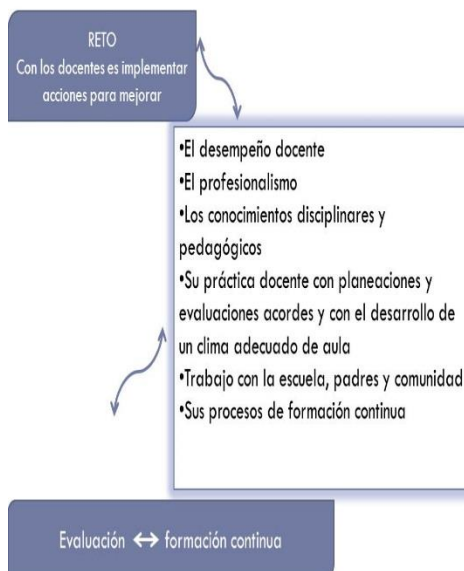 RETO
Con los docentes es implementar
acciones para mejorar
•El desempeño docente
•El profesionalismo
•Los conocimientos disciplinares y
pedagógicos
•Su práctica docente con planeaciones y
evaluaciones acordes y con el desarrollo de
un clima adecuado de aula
•Trabajo con la escuela, padres y comunidad
•Sus procesos de formación continua
Evaluación ↔ formación continua